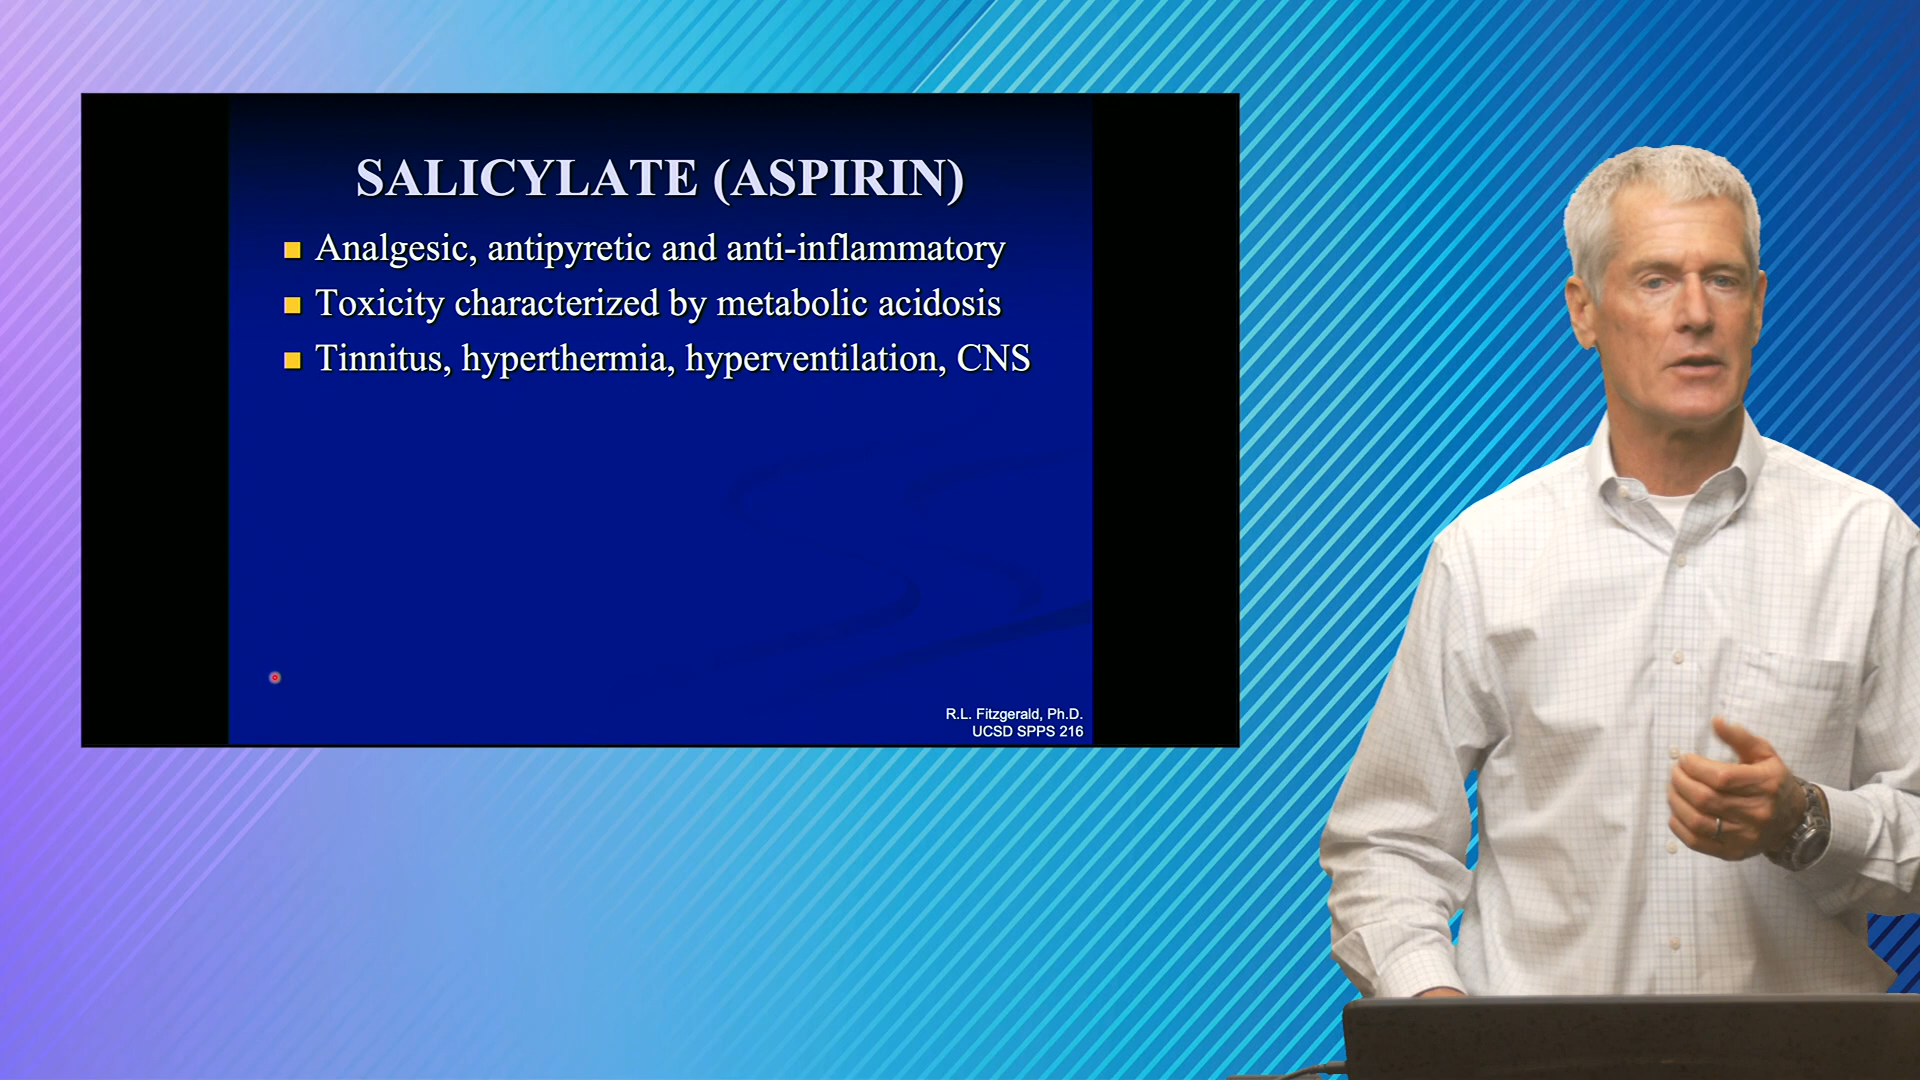 SALICYLATE (ASPIRIN)
Analgesic, antipyretic and anti-inflammatory
Toxicity characterized by metabolic acidosis
Tinnitus, hyperthermia, hyperventilation, CNS
R.L. Fitzgerald, Ph.D.
UCSD SPPS 216